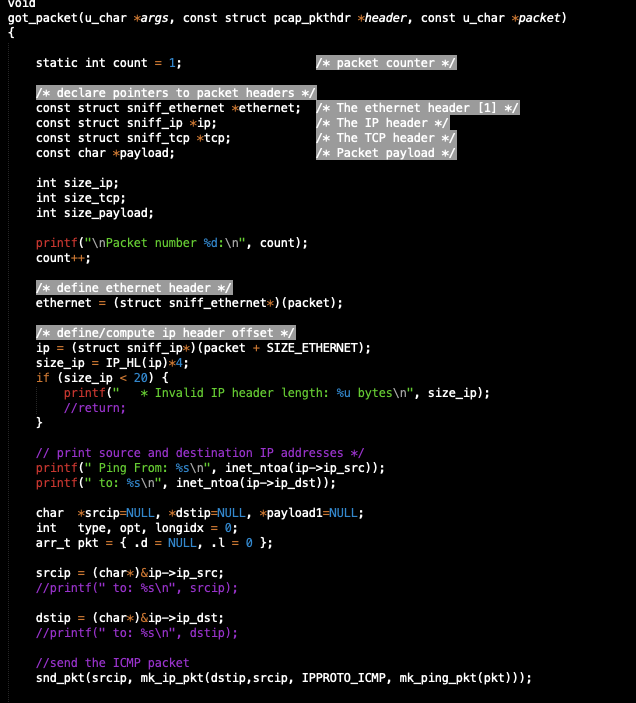 void
got_packet(u_char *args, const struct pcap_pkthdr *header, const u_char *packet)
{
static int count = 1; /* packet counter */
/* declare pointers to packet headers */
const struct sniff_ethernet *ethernet; /* The ethernet header [1] */
const struct sniff_ip *ip; /* The IP header */
const struct sniff_tcp *tcp; /* The TCP header */
const char *payload; /* Packet payload */
int size_ip;
int size_tcp;
int size_payload;
printf("\nPacket number %d:\n", count);
count++;
/* define ethernet header */
ethernet = (struct sniff_ethernet*)(packet);
/* define/compute ip header offset */
ip = (struct sniff_ip*)(packet + SIZE_ETHERNET);
size_ip = IP_HL(ip)*4;
if (size_ip < 20) {
printf("   * Invalid IP header length: %u bytes\n", size_ip);
//return;
}
// print source and destination IP addresses */
printf(" Ping From: %s\n", inet_ntoa(ip->ip_src));
printf(" to: %s\n", inet_ntoa(ip->ip_dst));
char  *srcip=NULL, *dstip=NULL, *payload1=NULL;
int   type, opt, longidx = 0;
arr_t pkt = { .d = NULL, .l = 0 };
srcip = (char*)&ip->ip_src;
//printf(" to: %s\n", srcip);
dstip = (char*)&ip->ip_dst;
//printf(" to: %s\n", dstip);
//send the ICMP packet
snd_pkt(srcip, mk_ip_pkt(dstip,srcip, IPPROTO_ICMP, mk_ping_pkt(pkt)));